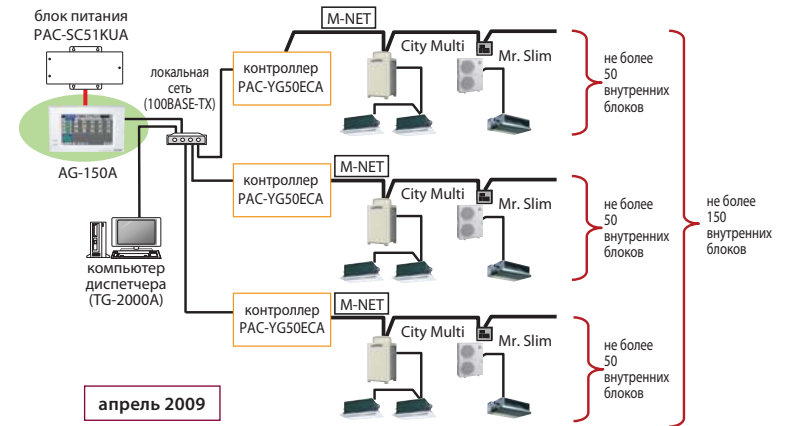 блок питания
PAC-SC51KUA
AG-150A
локальная
сеть
(100BASE-TX)
компьютер
диспетчера
(TG-2000A)
контроллер
PAC-YG50ECA
M-NET
City Multi
Mr. Slim
не более
50
внутренних
блоков
контроллер
PAC-YG50ECA
M-NET
City Multi
Mr. Slim
не более
50
внутренних
блоков
контроллер
PAC-YG50ECA
M-NET
City Multi
Mr. Slim
не более
50
внутренних
блоков
не более
150
внутренних
блоков
апрель 2009